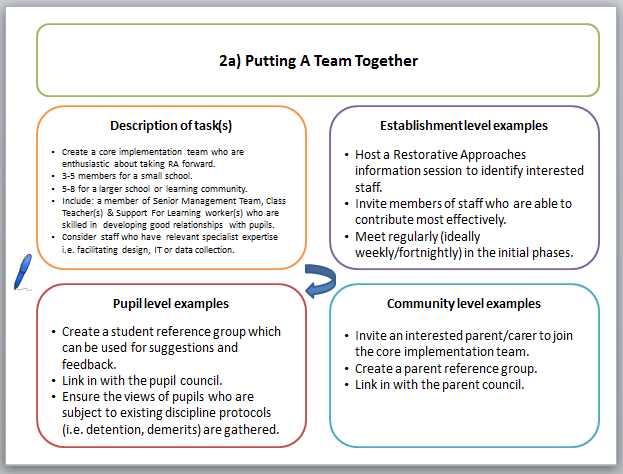 2a) Putting A Team Together
Description of task(s)
• Create a core implementation team who are
enthusiastic about taking RA forward.
• 3-5 members for a small school.
• 5-8 for a larger school or learning community.
• Include: a member of Senior Management Team, Class
Teacher(s) & Support For Learning worker(s) who are
skilled in developing good relationships with pupils.
• Consider staff who have relevant specialist expertise
i.e. facilitating design, IT or data collection.
Establishment level examples
• Host a Restorative Approaches
information session to identify interested
staff.
• Invite members of staff who are able to
contribute most effectively.
• Meet regularly (ideally
weekly/fortnightly) in the initial phases.
Pupil level examples
• Create a student reference group which
can be used for suggestions and
feedback.
• Link in with the pupil council.
• Ensure the views of pupils who are
subject to existing discipline protocols
(i.e. detention, demerits) are gathered.
Community level examples
• Invite an interested parent/carer to join
the core implementation team.
• Create a parent reference group.
• Link in with the parent council.